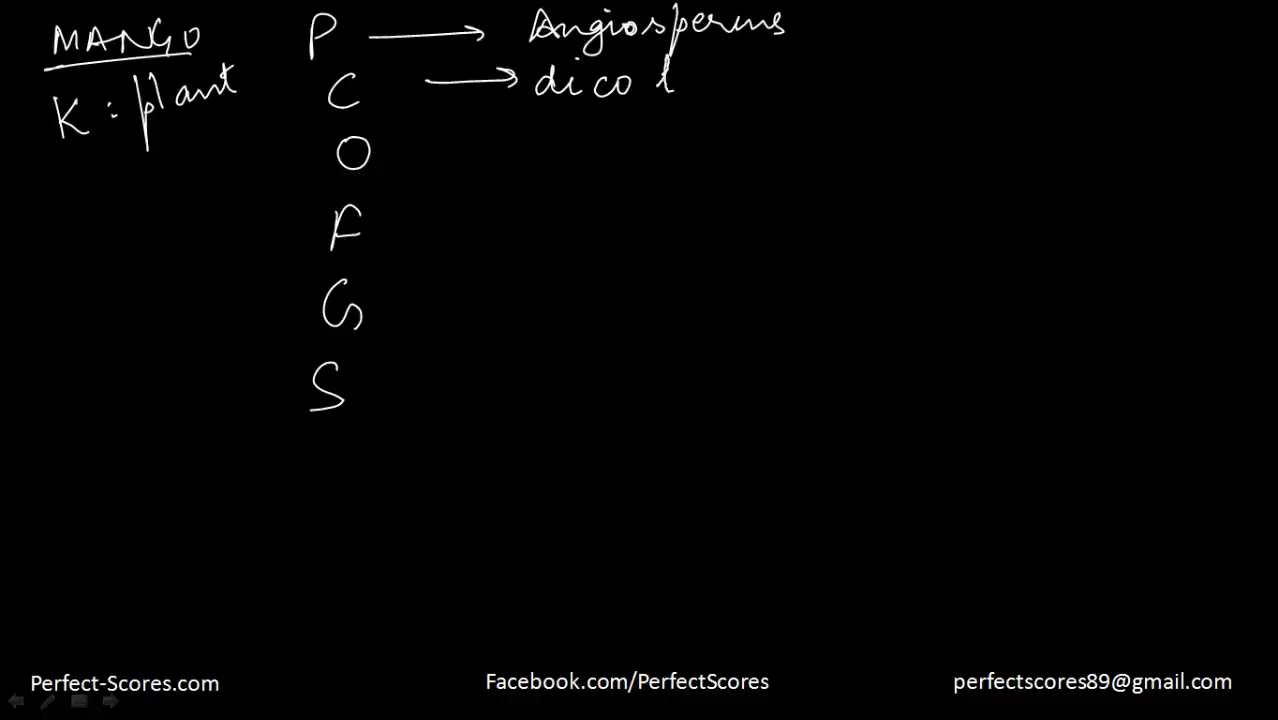 MANGO P → Angiosperms
K : plant C → dicot
O
F
G
S
Perfect-Scores.com Facebook.com/PerfectScores perfectscores89@gmail.com